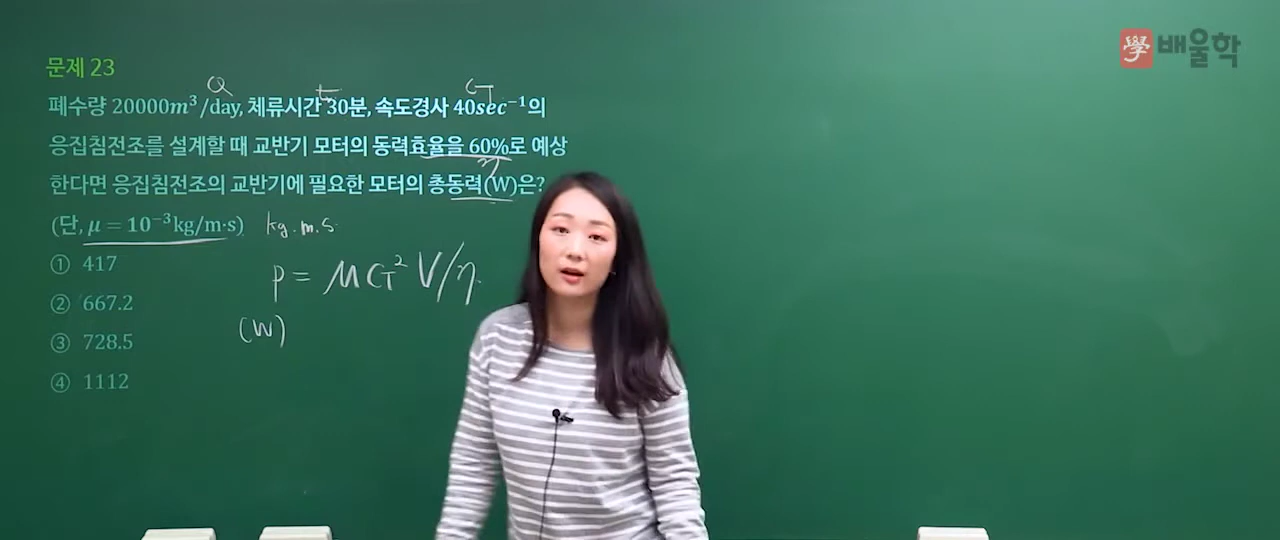 學 배울학
문제 23
Q t G
폐수량 20000m³/day, 체류시간 30분, 속도경사 40sec⁻¹의
응집침전조를 설계할 때 교반기 모터의 동력효율을 60%로 예상
η
한다면 응집침전조의 교반기에 필요한 모터의 총동력(W)은?
(단, μ = 10⁻³kg/m·s) kg.m.s.
① 417
P = μG²V/η.
② 667.2
(W)
③ 728.5
④ 1112